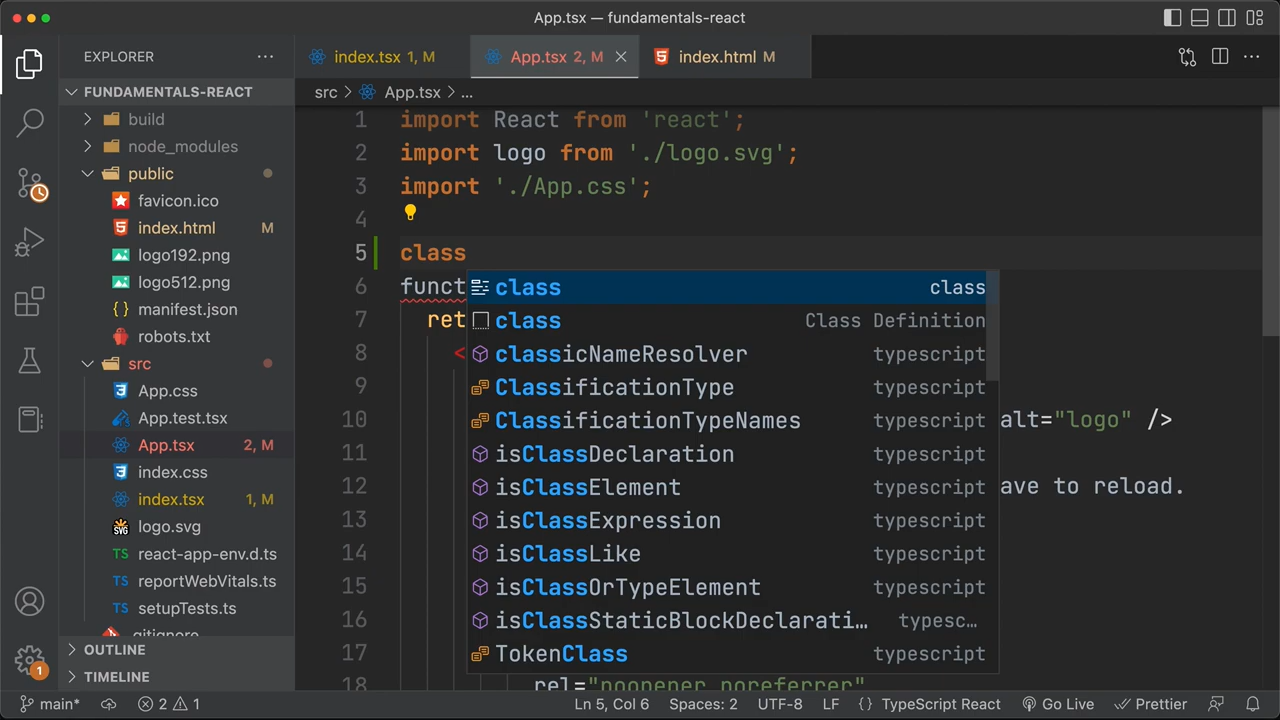 App.tsx — fundamentals-react
EXPLORER
index.tsx 1, M
App.tsx 2, M
index.html M
FUNDAMENTALS-REACT
src > App.tsx > ...
build
node_modules
public
favicon.ico
index.html M
logo192.png
logo512.png
manifest.json
robots.txt
src
App.css
App.test.tsx
App.tsx 2, M
index.css
index.tsx 1, M
logo.svg
react-app-env.d.ts
reportWebVitals.ts
setupTests.ts
.gitignore
OUTLINE
TIMELINE
1 import React from 'react';
2 import logo from './logo.svg';
3 import './App.css';
4
5 class
6 funct
7 ret
8 <
9
10 alt="logo" />
11
12 ave to reload.
13
14
15
16
17
18 rel="noopener noreferrer"
class class
class Class Definition
classicNameResolver typescript
ClassificationType typescript
ClassificationTypeNames typescript
isClassDeclaration typescript
isClassElement typescript
isClassExpression typescript
isClassLike typescript
isClassOrTypeElement typescript
isClassStaticBlockDeclarati… typesc…
TokenClass typescript
1
main* 2 1 Ln 5, Col 6 Spaces: 2 UTF-8 LF {} TypeScript React Go Live Prettier